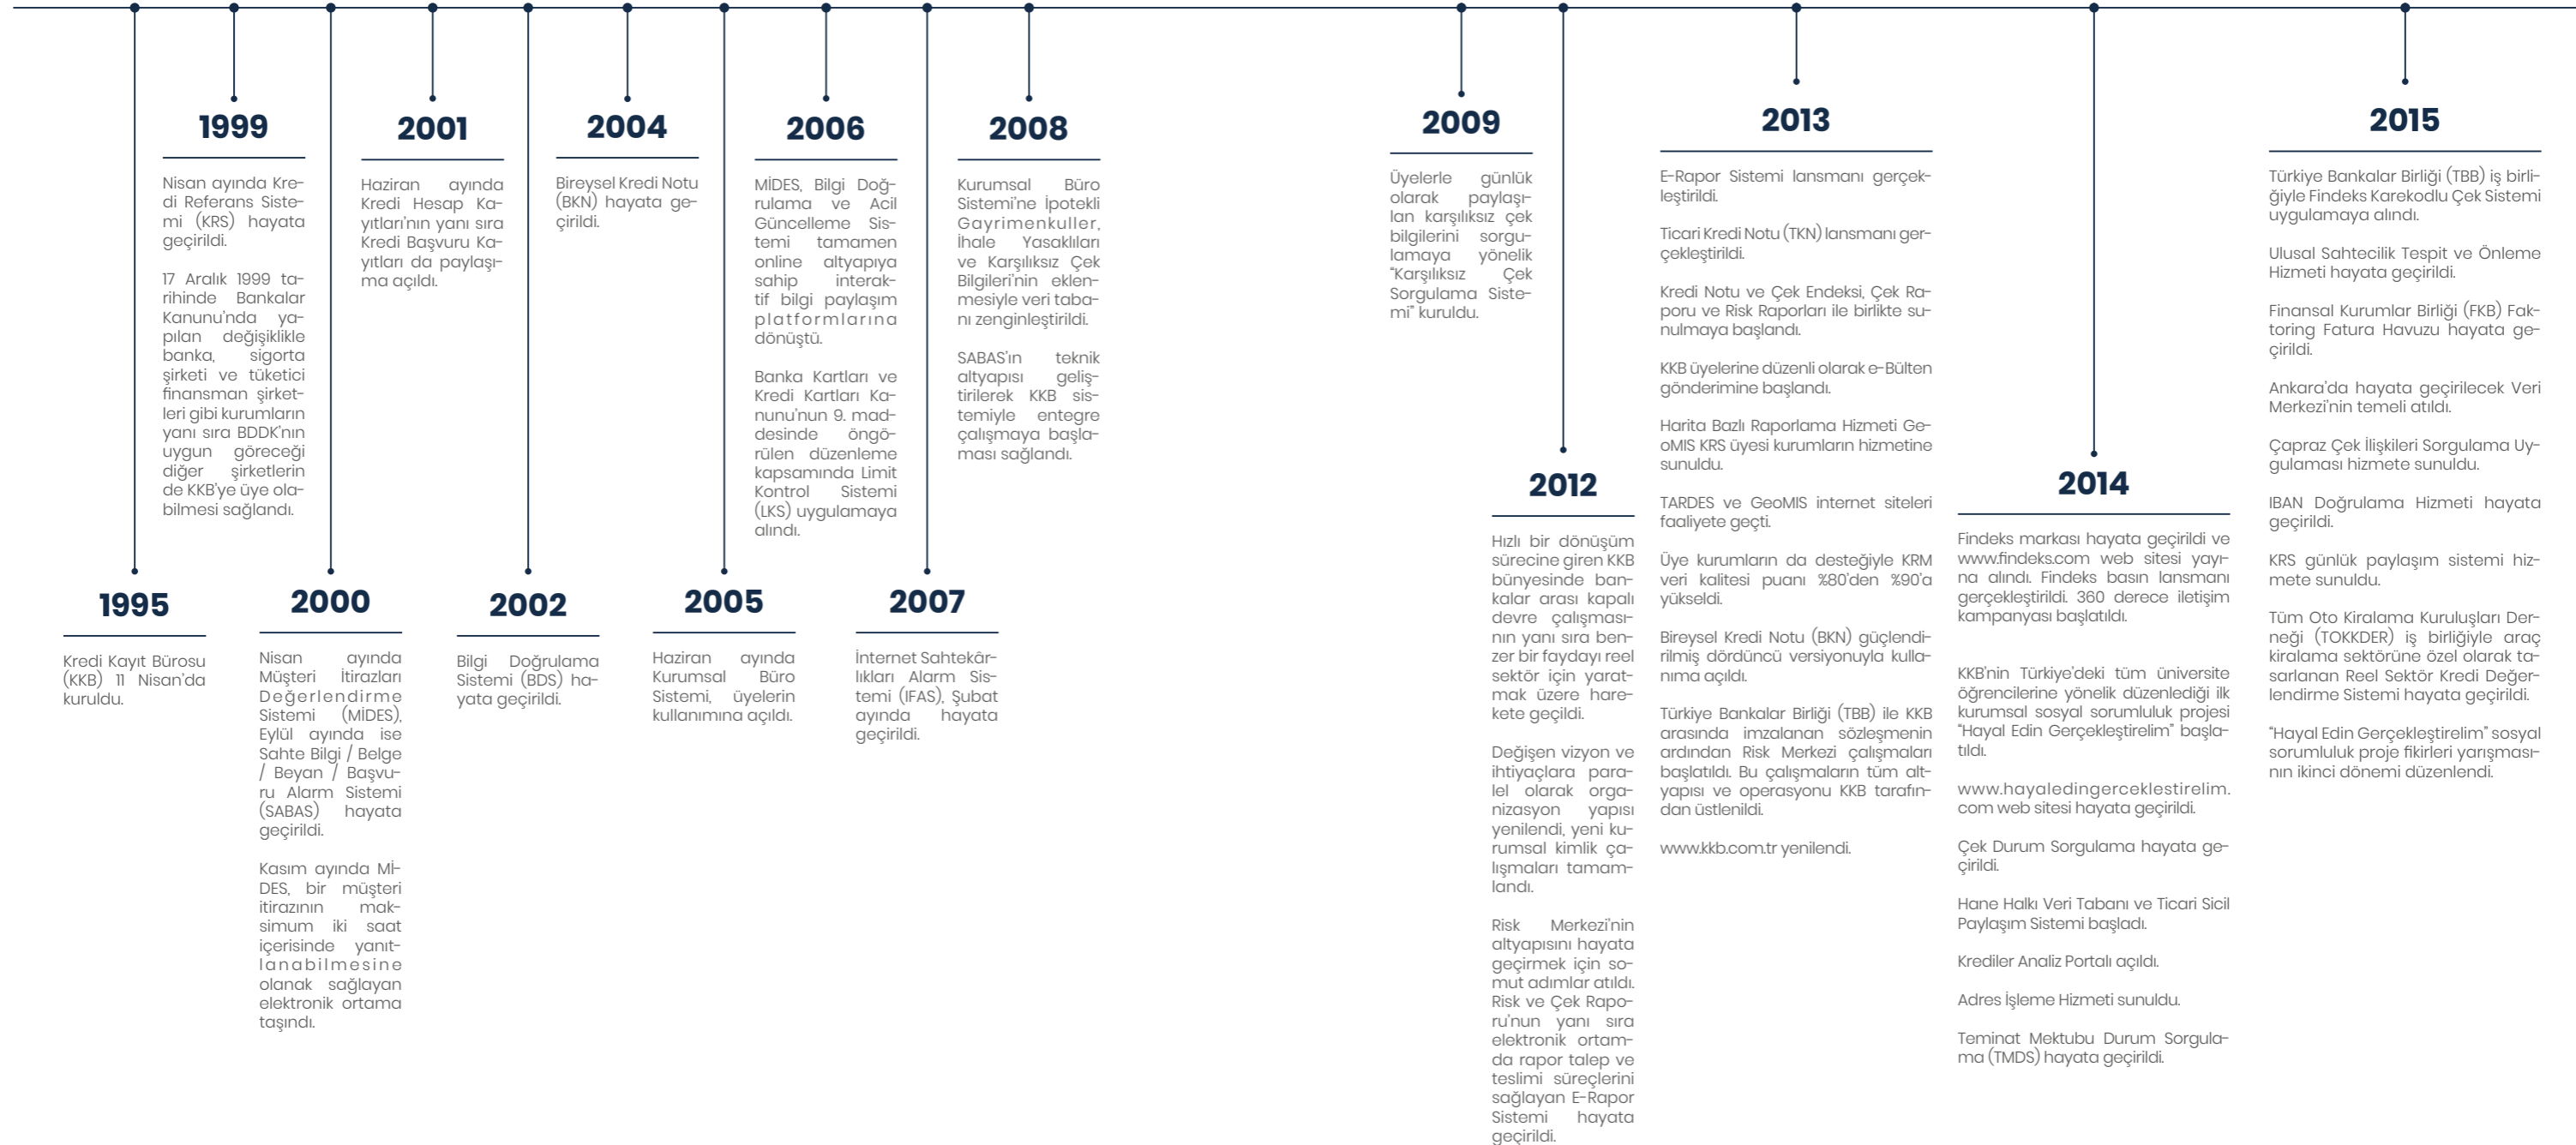 1995
Kredi Kayıt Bürosu
(KKB) 11 Nisan'da
kuruldu.
1999
Nisan ayında Kre-
di Referans Siste-
mi (KRS) hayata
geçirildi.
17 Aralık 1999 ta-
rihinde Bankalar
Kanunu'nda ya-
pılan değişiklikle
banka, sigorta
şirketi ve tüketici
finansman şirket-
leri gibi kurumların
yanı sıra BDDK'nın
uygun göreceği
diğer şirketlerin
de KKB'ye üye ola-
bilmesi sağlandı.
2000
Nisan ayında
Müşteri İtirazları
Değerlendirme
Sistemi (MİDES),
Eylül ayında ise
Sahte Bilgi / Belge
/ Beyan / Başvu-
ru Alarm Sistemi
(SABAS) hayata
geçirildi.
Kasım ayında Mİ-
DES, bir müşteri
itirazının mak-
simum iki saat
içerisinde yanıt-
lanabilmesine
olanak sağlayan
elektronik ortama
taşındı.
2001
Haziran ayında
Kredi Hesap Ka-
yıtları'nın yanı sıra
Kredi Başvuru Ka-
yıtları da paylaşı-
ma açıldı.
2002
Bilgi Doğrulama
Sistemi (BDS) ha-
yata geçirildi.
2004
Bireysel Kredi Notu
(BKN) hayata ge-
çirildi.
2005
Haziran ayında
Kurumsal Büro
Sistemi, üyelerin
kullanımına açıldı.
2006
MİDES, Bilgi Doğ-
rulama ve Acil
Güncelleme Sis-
temi tamamen
online altyapıya
sahip interak-
tif bilgi paylaşım
platformlarına
dönüştü.
Banka Kartları ve
Kredi Kartları Ka-
nunu'nun 9. mad-
desinde öngö-
rülen düzenleme
kapsamında Limit
Kontrol Sistemi
(LKS) uygulamaya
alındı.
2007
İnternet Sahtekâr-
lıkları Alarm Sis-
temi (IFAS), Şubat
ayında hayata
geçirildi.
2008
Kurumsal Büro
Sistemi'ne İpotekli
Gayrimenkuller,
İhale Yasaklıları
ve Karşılıksız Çek
Bilgileri'nin eklen-
mesiyle veri taba-
nı zenginleştirildi.
SABAS'ın teknik
altyapısı geliş-
tirilerek KKB sis-
temiyle entegre
çalışmaya başla-
ması sağlandı.
2009
Üyelerle günlük
olarak paylaşı-
lan karşılıksız çek
bilgilerini sorgu-
lamaya yönelik
"Karşılıksız Çek
Sorgulama Siste-
mi" kuruldu.
2012
Hızlı bir dönüşüm
sürecine giren KKB
bünyesinde ban-
kalar arası kapalı
devre çalışması-
nın yanı sıra ben-
zer bir faydayı reel
sektör için yarat-
mak üzere hare-
kete geçildi.
Değişen vizyon ve
ihtiyaçlara para-
lel olarak orga-
nizasyon yapısı
yenilendi, yeni ku-
rumsal kimlik ça-
lışmaları tamam-
landı.
Risk Merkezi'nin
altyapısını hayata
geçirmek için so-
mut adımlar atıldı.
Risk ve Çek Rapo-
ru'nun yanı sıra
elektronik ortam-
da rapor talep ve
teslimi süreçlerini
sağlayan E-Rapor
Sistemi hayata
geçirildi.
2013
E-Rapor Sistemi lansmanı gerçek-
leştirildi.
Ticari Kredi Notu (TKN) lansmanı ger-
çekleştirildi.
Kredi Notu ve Çek Endeksi, Çek Ra-
poru ve Risk Raporları ile birlikte su-
nulmaya başlandı.
KKB üyelerine düzenli olarak e-Bülten
gönderimine başlandı.
Harita Bazlı Raporlama Hizmeti Ge-
oMIS KRS üyesi kurumların hizmetine
sunuldu.
TARDES ve GeoMIS internet siteleri
faaliyete geçti.
Üye kurumların da desteğiyle KRM
veri kalitesi puanı %80'den %90'a
yükseldi.
Bireysel Kredi Notu (BKN) güçlendi-
rilmiş dördüncü versiyonuyla kulla-
nıma açıldı.
Türkiye Bankalar Birliği (TBB) ile KKB
arasında imzalanan sözleşmenin
ardından Risk Merkezi çalışmaları
başlatıldı. Bu çalışmaların tüm alt-
yapısı ve operasyonu KKB tarafın-
dan üstlenildi.
www.kkb.com.tr yenilendi.
2014
Findeks markası hayata geçirildi ve
www.findeks.com web sitesi yayı-
na alındı. Findeks basın lansmanı
gerçekleştirildi. 360 derece iletişim
kampanyası başlatıldı.
KKB'nin Türkiye'deki tüm üniversite
öğrencilerine yönelik düzenlediği ilk
kurumsal sosyal sorumluluk projesi
"Hayal Edin Gerçekleştirelim" başla-
tıldı.
www.hayaledingerceklestirelim.
com web sitesi hayata geçirildi.
Çek Durum Sorgulama hayata ge-
çirildi.
Hane Halkı Veri Tabanı ve Ticari Sicil
Paylaşım Sistemi başladı.
Krediler Analiz Portalı açıldı.
Adres İşleme Hizmeti sunuldu.
Teminat Mektubu Durum Sorgula-
ma (TMDS) hayata geçirildi.
2015
Türkiye Bankalar Birliği (TBB) iş birli-
ğiyle Findeks Karekodlu Çek Sistemi
uygulamaya alındı.
Ulusal Sahtecilik Tespit ve Önleme
Hizmeti hayata geçirildi.
Finansal Kurumlar Birliği (FKB) Fak-
toring Fatura Havuzu hayata ge-
çirildi.
Ankara'da hayata geçirilecek Veri
Merkezi'nin temeli atıldı.
Çapraz Çek İlişkileri Sorgulama Uy-
gulaması hizmete sunuldu.
IBAN Doğrulama Hizmeti hayata
geçirildi.
KRS günlük paylaşım sistemi hiz-
mete sunuldu.
Tüm Oto Kiralama Kuruluşları Der-
neği (TOKKDER) iş birliğiyle araç
kiralama sektörüne özel olarak ta-
sarlanan Reel Sektör Kredi Değer-
lendirme Sistemi hayata geçirildi.
"Hayal Edin Gerçekleştirelim" sosyal
sorumluluk proje fikirleri yarışması-
nın ikinci dönemi düzenlendi.